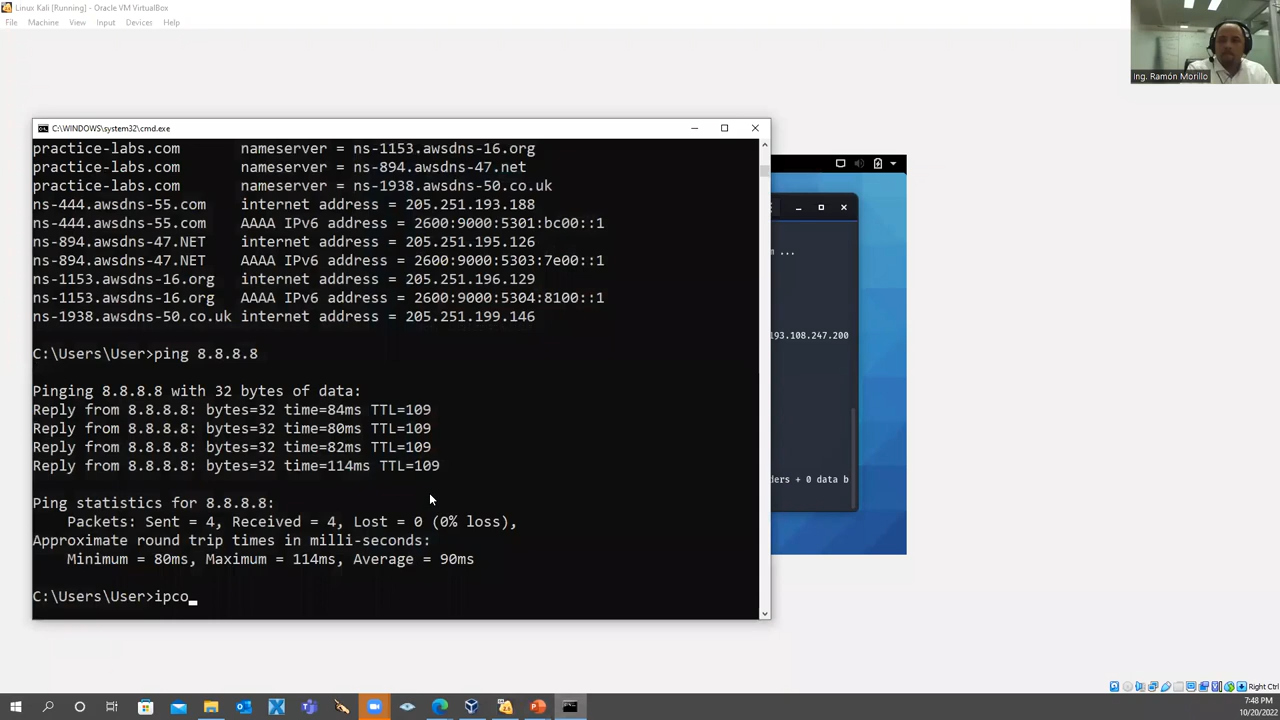 Linux Kali [Running] - Oracle VM VirtualBox
File Machine View Input Devices Help
Ing. Ramón Morillo
C:\WINDOWS\system32\cmd.exe
practice-labs.com nameserver = ns-1153.awsdns-16.org
practice-labs.com nameserver = ns-894.awsdns-47.net
practice-labs.com nameserver = ns-1938.awsdns-50.co.uk
ns-444.awsdns-55.com internet address = 205.251.193.188
ns-444.awsdns-55.com AAAA IPv6 address = 2600:9000:5301:bc00::1
ns-894.awsdns-47.NET internet address = 205.251.195.126
ns-894.awsdns-47.NET AAAA IPv6 address = 2600:9000:5303:7e00::1
ns-1153.awsdns-16.org internet address = 205.251.196.129
ns-1153.awsdns-16.org AAAA IPv6 address = 2600:9000:5304:8100::1
ns-1938.awsdns-50.co.uk internet address = 205.251.199.146
C:\Users\User>ping 8.8.8.8
Pinging 8.8.8.8 with 32 bytes of data:
Reply from 8.8.8.8: bytes=32 time=84ms TTL=109
Reply from 8.8.8.8: bytes=32 time=80ms TTL=109
Reply from 8.8.8.8: bytes=32 time=82ms TTL=109
Reply from 8.8.8.8: bytes=32 time=114ms TTL=109
Ping statistics for 8.8.8.8:
Packets: Sent = 4, Received = 4, Lost = 0 (0% loss),
Approximate round trip times in milli-seconds:
Minimum = 80ms, Maximum = 114ms, Average = 90ms
C:\Users\User>ipco_
...
193.108.247.200
ders + 0 data b
Right Ctrl
7:48 PM
10/20/2022